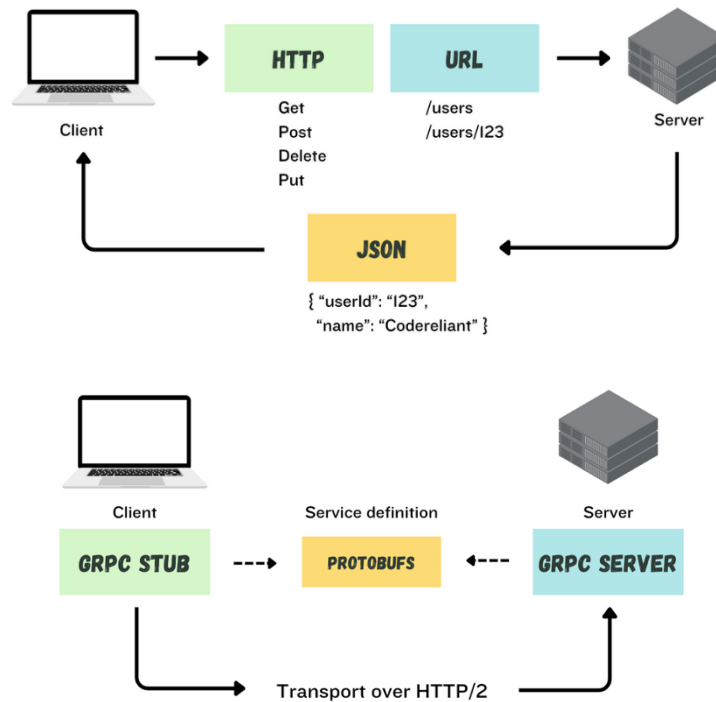 HTTP
URL
Client
Get
Post
Delete
Put
/users
/users/123
Server
JSON
{ "userId": "123",
"name": "Codereliant" }
Client
Service definition
Server
GRPC STUB
PROTOBUFS
GRPC SERVER
Transport over HTTP/2